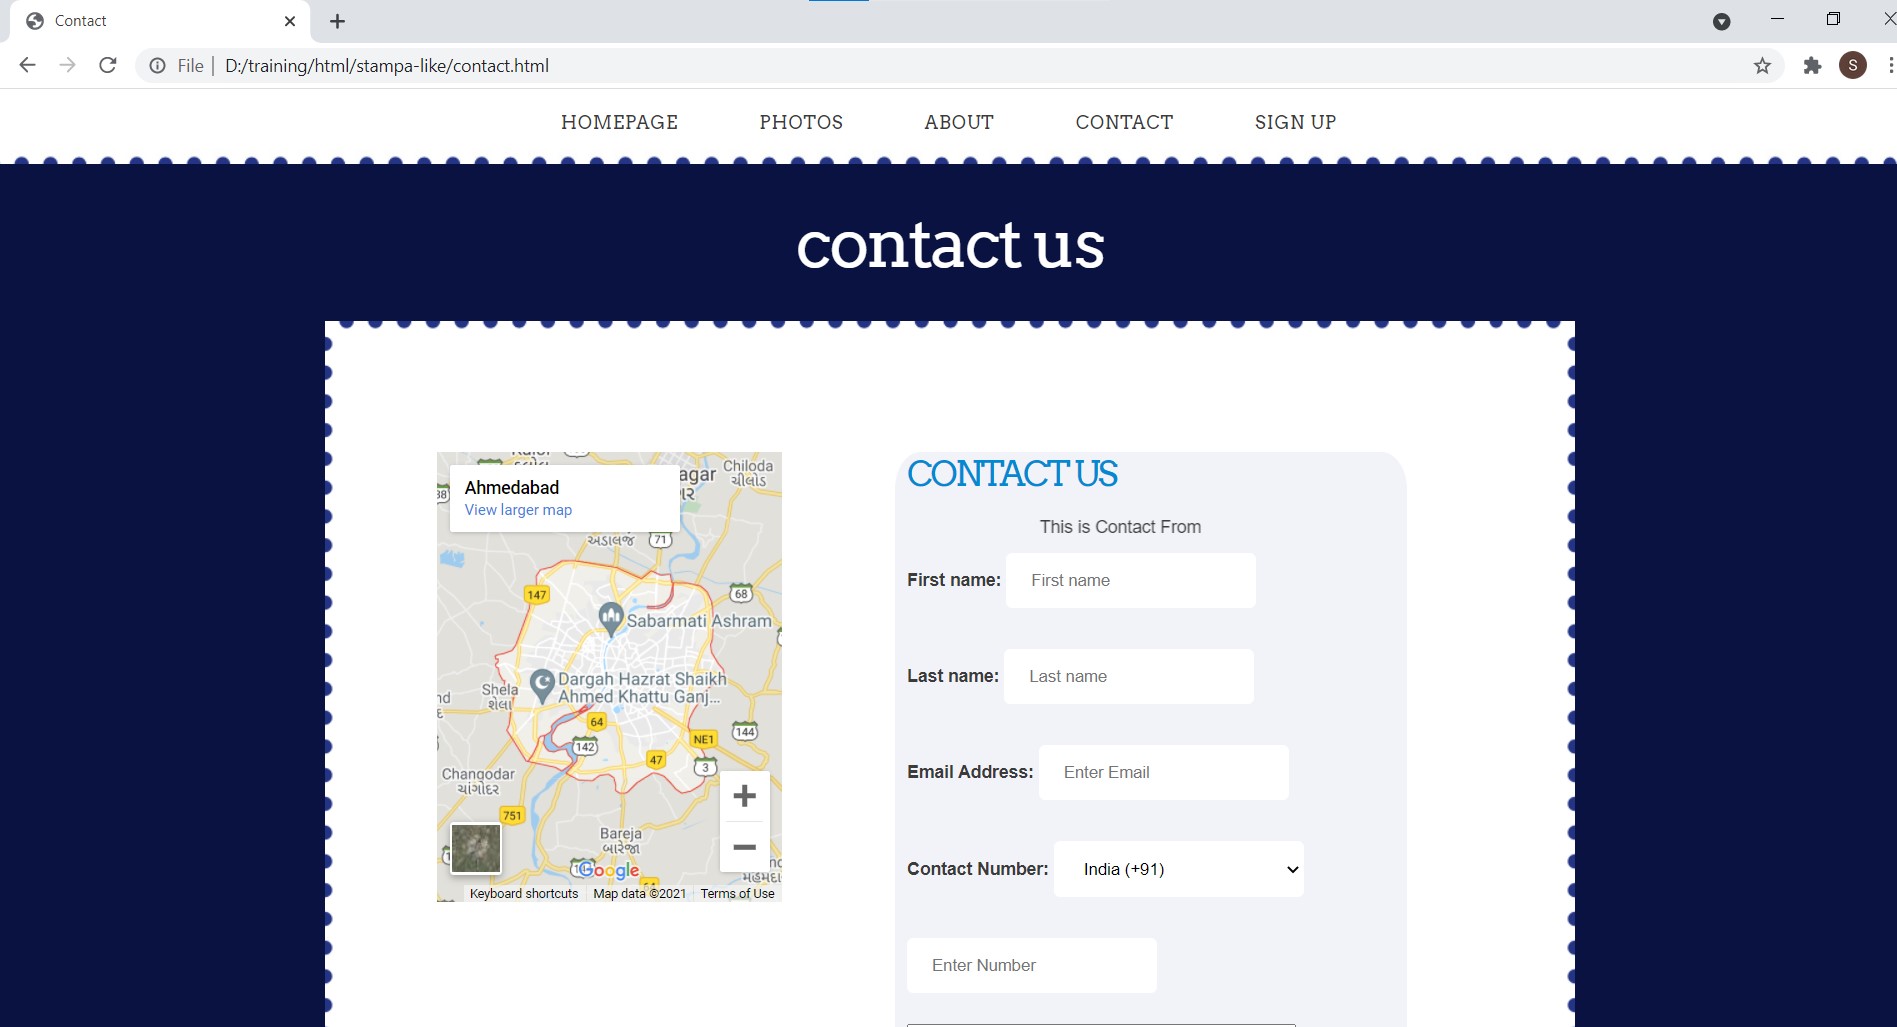 Contact
File | D:/training/html/stampa-like/contact.html
S
HOMEPAGE PHOTOS ABOUT CONTACT SIGN UP
contact us
Ahmedabad
View larger map
agar
Chiloda
ચીલોડ
અડાલજ
71
147
68
Sabarmati Ashram
Dargah Hazrat Shaikh
Ahmed Khattu Ganj...
Shela
શેલા
nd
64
142
NE1
144
47
3
Changodar
ચાંગોદર
751
Bareja
બારેજા
Google
Keyboard shortcuts Map data ©2021 Terms of Use
CONTACT US
This is Contact From
First name: First name
Last name: Last name
Email Address: Enter Email
Contact Number: India (+91)
Enter Number